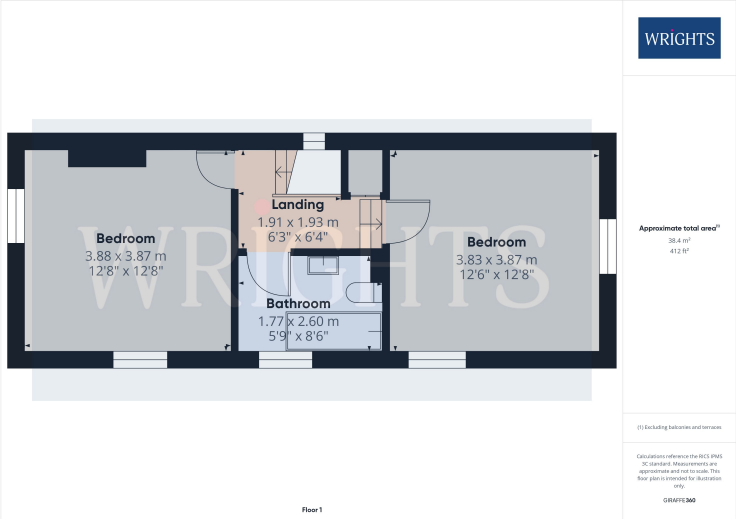 WRIGHTS
WRIGHTS
Landing
1.91 x 1.93 m
6'3" x 6'4"
Bedroom
3.88 x 3.87 m
12'8" x 12'8"
Bedroom
3.83 x 3.87 m
12'6" x 12'8"
Bathroom
1.77 x 2.60 m
5'9" x 8'6"
Floor 1
Approximate total area⁽¹⁾
38.4 m²
412 ft²
(1) Excluding balconies and terraces
Calculations reference the RICS IPMS
3C standard. Measurements are
approximate and not to scale. This
floor plan is intended for illustration
only.
GIRAFFE360